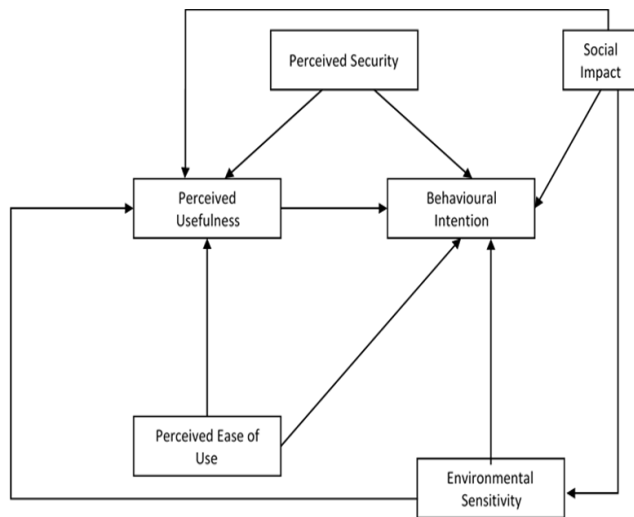 Perceived Security
Social
Impact
Perceived
Usefulness
Behavioural
Intention
Perceived Ease of
Use
Environmental
Sensitivity